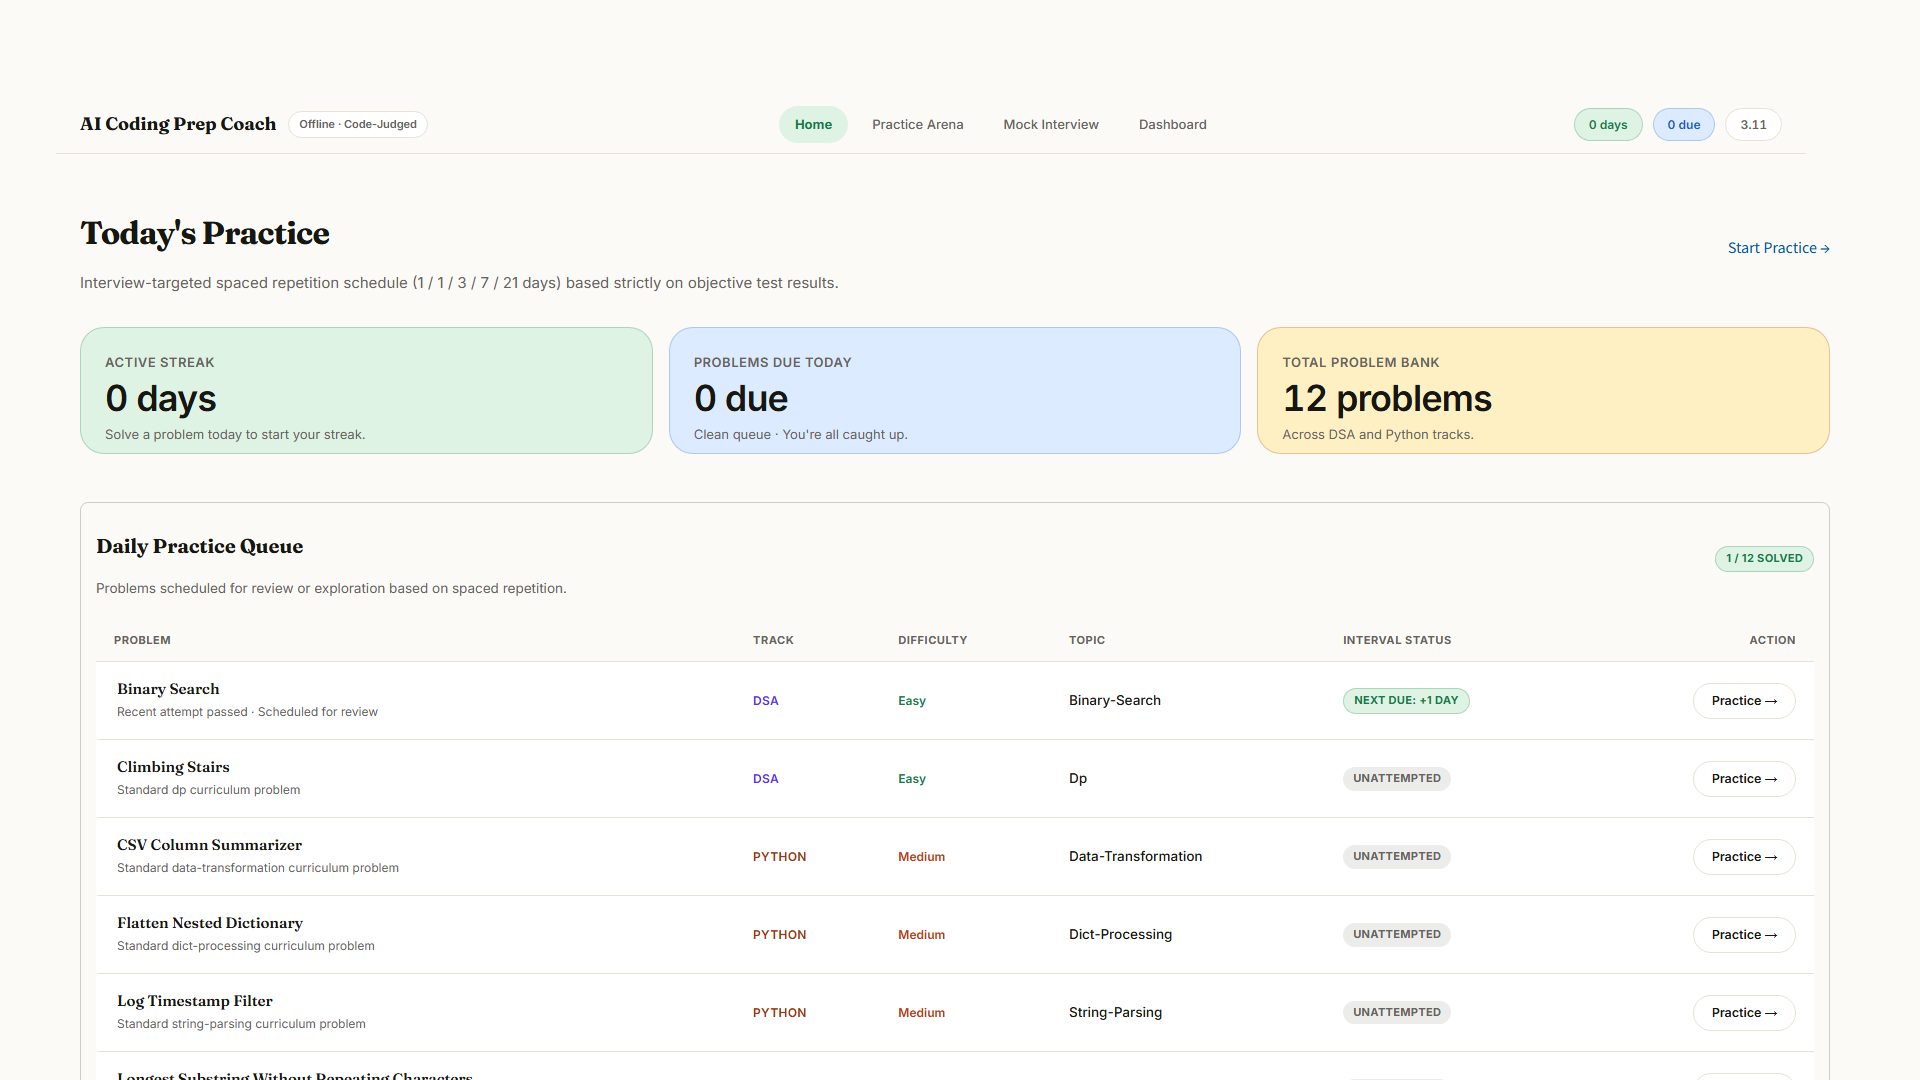 AI Coding Prep Coach
Offline · Code-Judged
Home
Practice Arena
Mock Interview
Dashboard
0 days
0 due
3.11
Today's Practice
Start Practice →
Interview-targeted spaced repetition schedule (1 / 1 / 3 / 7 / 21 days) based strictly on objective test results.
ACTIVE STREAK
0 days
Solve a problem today to start your streak.
PROBLEMS DUE TODAY
0 due
Clean queue · You're all caught up.
TOTAL PROBLEM BANK
12 problems
Across DSA and Python tracks.
Daily Practice Queue
1 / 12 SOLVED
Problems scheduled for review or exploration based on spaced repetition.
PROBLEM TRACK DIFFICULTY TOPIC INTERVAL STATUS ACTION
Binary Search
Recent attempt passed · Scheduled for review
DSA Easy Binary-Search NEXT DUE: +1 DAY Practice →
Climbing Stairs
Standard dp curriculum problem
DSA Easy Dp UNATTEMPTED Practice →
CSV Column Summarizer
Standard data-transformation curriculum problem
PYTHON Medium Data-Transformation UNATTEMPTED Practice →
Flatten Nested Dictionary
Standard dict-processing curriculum problem
PYTHON Medium Dict-Processing UNATTEMPTED Practice →
Log Timestamp Filter
Standard string-parsing curriculum problem
PYTHON Medium String-Parsing UNATTEMPTED Practice →
Longest Substring Without Repeating Characters